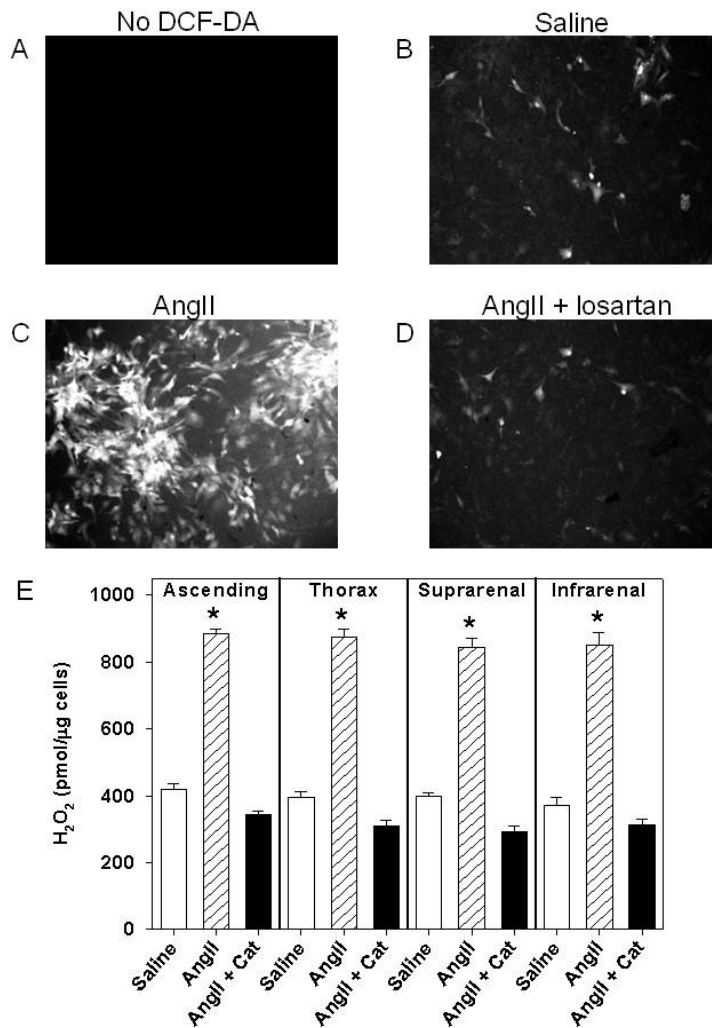 No DCF-DA
A
Saline
B
AngII
C
AngII + losartan
D
E
Ascending Thorax Suprarenal Infrarenal
* * * *
1000
800
600
400
200
0
H₂O₂ (pmol/µg cells)
Saline AngII AngII + Cat Saline AngII AngII + Cat Saline AngII AngII + Cat Saline AngII AngII + Cat